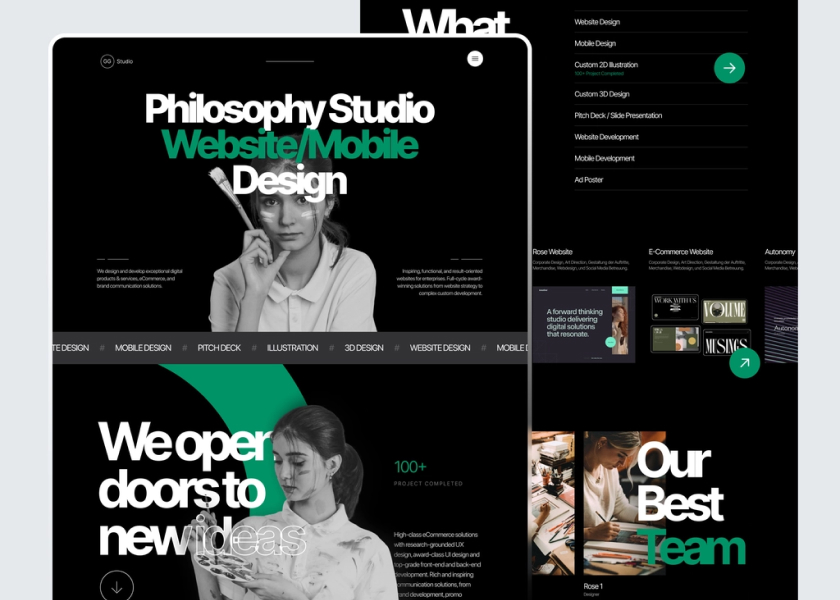 GG Studio
Philosophy Studio
Website/Mobile
Design
We design and develop exceptional digital
products & services, eCommerce, and
brand communication solutions.
Inspiring, functional, and result-oriented
websites for enterprises. Full-cycle award-
winning solutions from website strategy to
complex custom development.
TE DESIGN // MOBILE DESIGN // PITCH DECK // ILLUSTRATION // 3D DESIGN // WEBSITE DESIGN // MOBILE D
We open
doors to
new ideas
100+
PROJECT COMPLETED
High-class eCommerce solutions
with research-grounded UX
design, award-class UI design and
top-grade front-end and back-end
development. Rich and inspiring
communication solutions, from
brand development, promo
What
Website Design
Mobile Design
Custom 2D Illustration
100+ Project Completed
Custom 3D Design
Pitch Deck / Slide Presentation
Website Development
Mobile Development
Ad Poster
Rose Website
Corporate Design, Art Direction, Gestaltung der Auftritte,
Merchandise, Webdesign, und Social Media Betreuung.
E-Commerce Website
Corporate Design, Art Direction, Gestaltung der Auftritte,
Merchandise, Webdesign, und Social Media Betreuung.
Autonomy
A forward thinking
studio delivering
digital solutions
that resonate.
WORK WITH US
VOLUME
MUSINGS
Autonom
Our
Best
Team
Rose 1
Designer